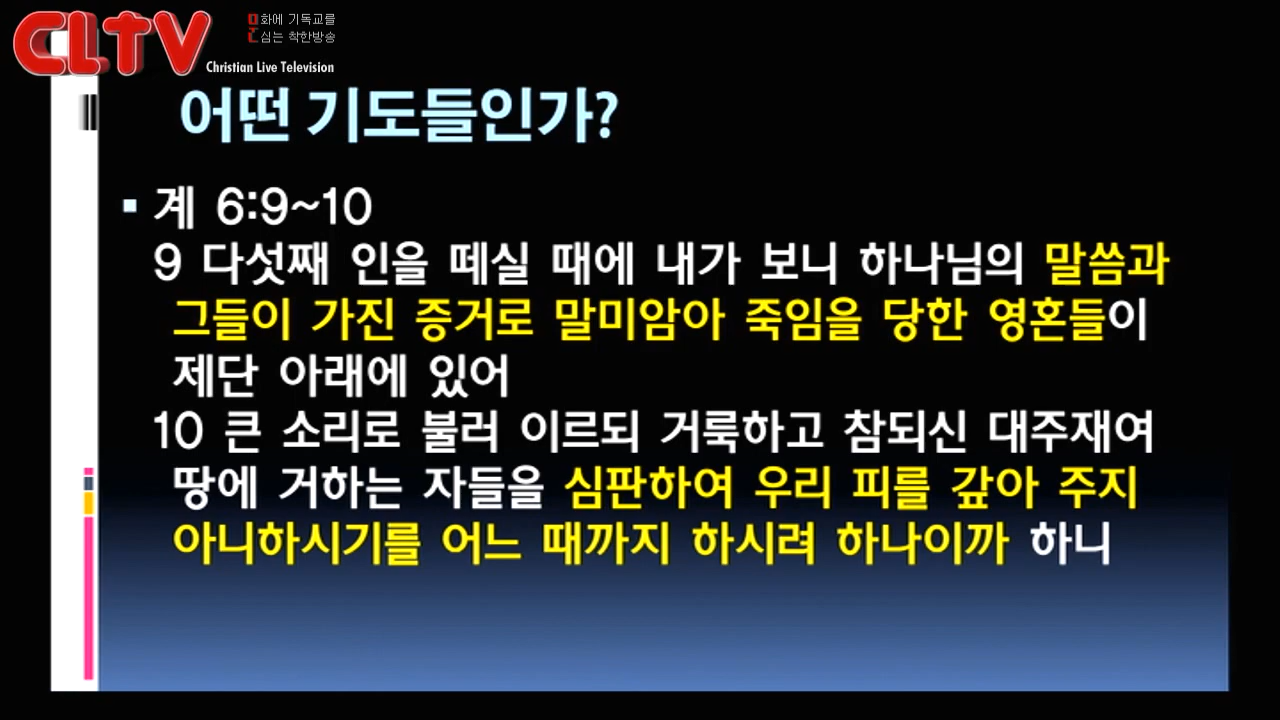 CLTV
문화에 기독교를
심는 착한방송
Christian Live Television
어떤 기도들인가?
계 6:9~10
9 다섯째 인을 떼실 때에 내가 보니 하나님의 말씀과
그들이 가진 증거로 말미암아 죽임을 당한 영혼들이
제단 아래에 있어
10 큰 소리로 불러 이르되 거룩하고 참되신 대주재여
땅에 거하는 자들을 심판하여 우리 피를 갚아 주지
아니하시기를 어느 때까지 하시려 하나이까 하니